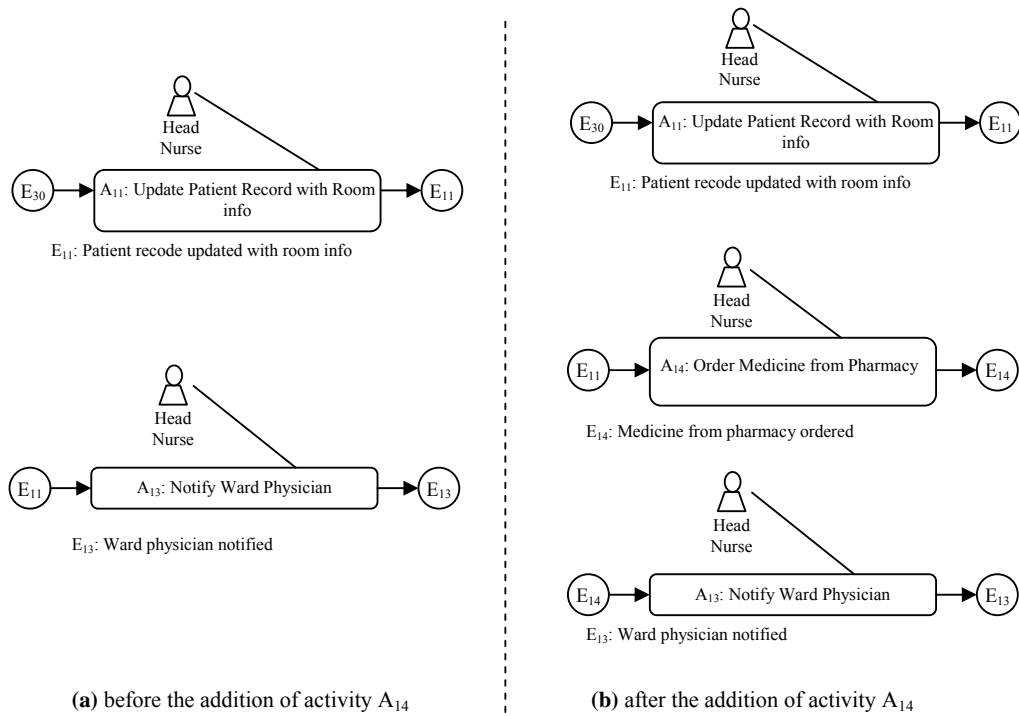 Head
Nurse
E₃₀
A₁₁: Update Patient Record with Room
info
E₁₁
E₁₁: Patient recode updated with room info
Head
Nurse
E₁₁
A₁₃: Notify Ward Physician
E₁₃
E₁₃: Ward physician notified
(a) before the addition of activity A₁₄
Head
Nurse
E₃₀
A₁₁: Update Patient Record with Room
info
E₁₁
E₁₁: Patient recode updated with room info
Head
Nurse
E₁₁
A₁₄: Order Medicine from Pharmacy
E₁₄
E₁₄: Medicine from pharmacy ordered
Head
Nurse
E₁₄
A₁₃: Notify Ward Physician
E₁₃
E₁₃: Ward physician notified
(b) after the addition of activity A₁₄